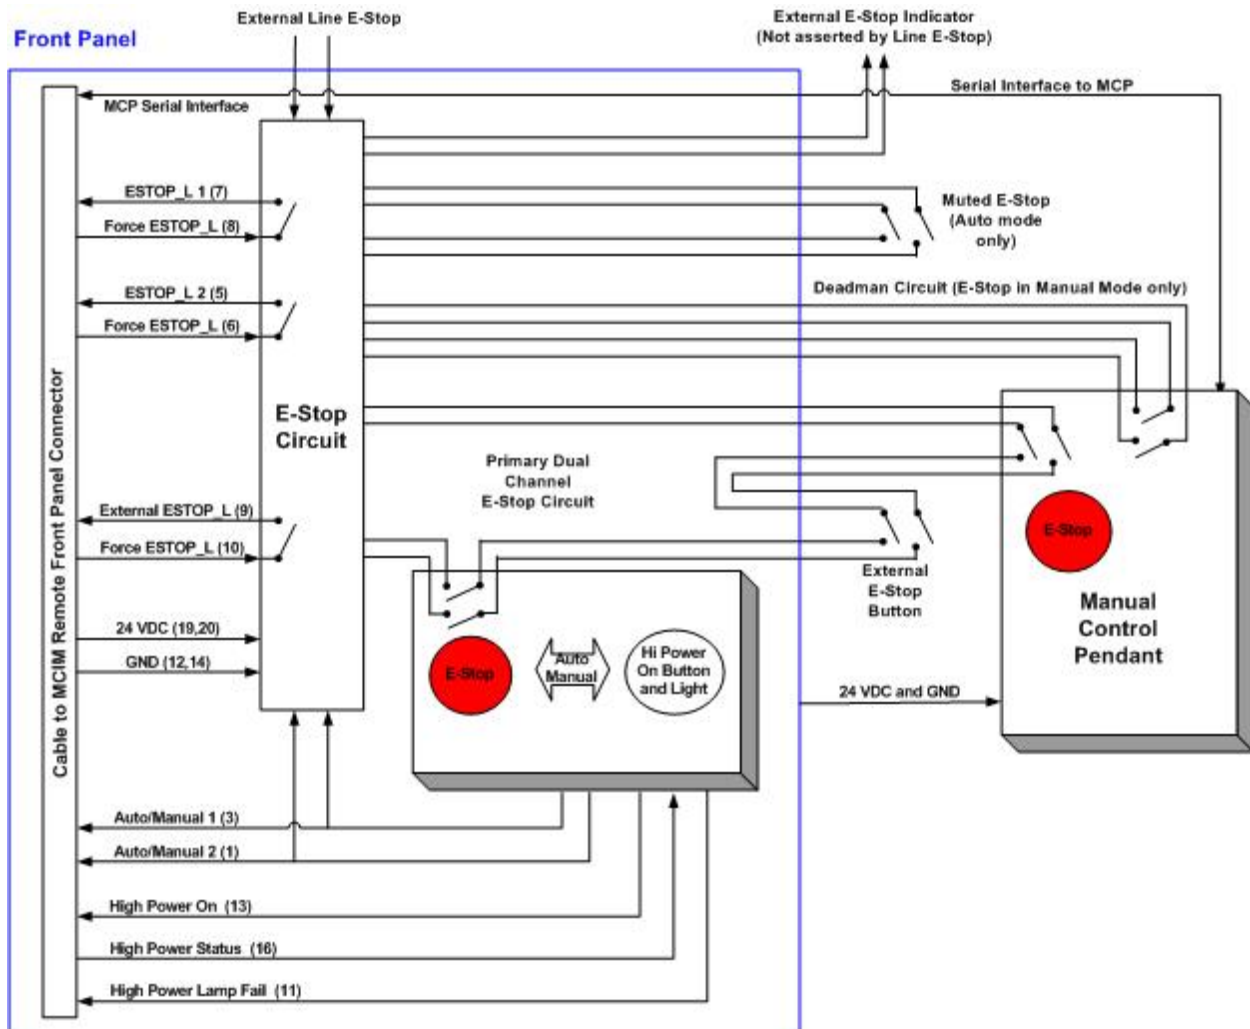 External Line E-Stop
External E-Stop Indicator
(Not asserted by Line E-Stop)
Front Panel
Serial Interface to MCP
MCP Serial Interface
ESTOP_L 1 (7)
Force ESTOP_L (8)
Muted E-Stop
(Auto mode
only)
ESTOP_L 2 (5)
Force ESTOP_L (6)
Deadman Circuit (E-Stop in Manual Mode only)
Cable to MCIM Remote Front Panel Connector
E-Stop
Circuit
Primary Dual
Channel
E-Stop Circuit
External ESTOP_L (9)
Force ESTOP_L (10)
E-Stop
External
E-Stop
Button
Manual
Control
Pendant
24 VDC (19,20)
GND (12,14)
E-Stop
Auto
Manual
Hi Power
On Button
and Light
24 VDC and GND
Auto/Manual 1 (3)
Auto/Manual 2 (1)
High Power On (13)
High Power Status (16)
High Power Lamp Fail (11)